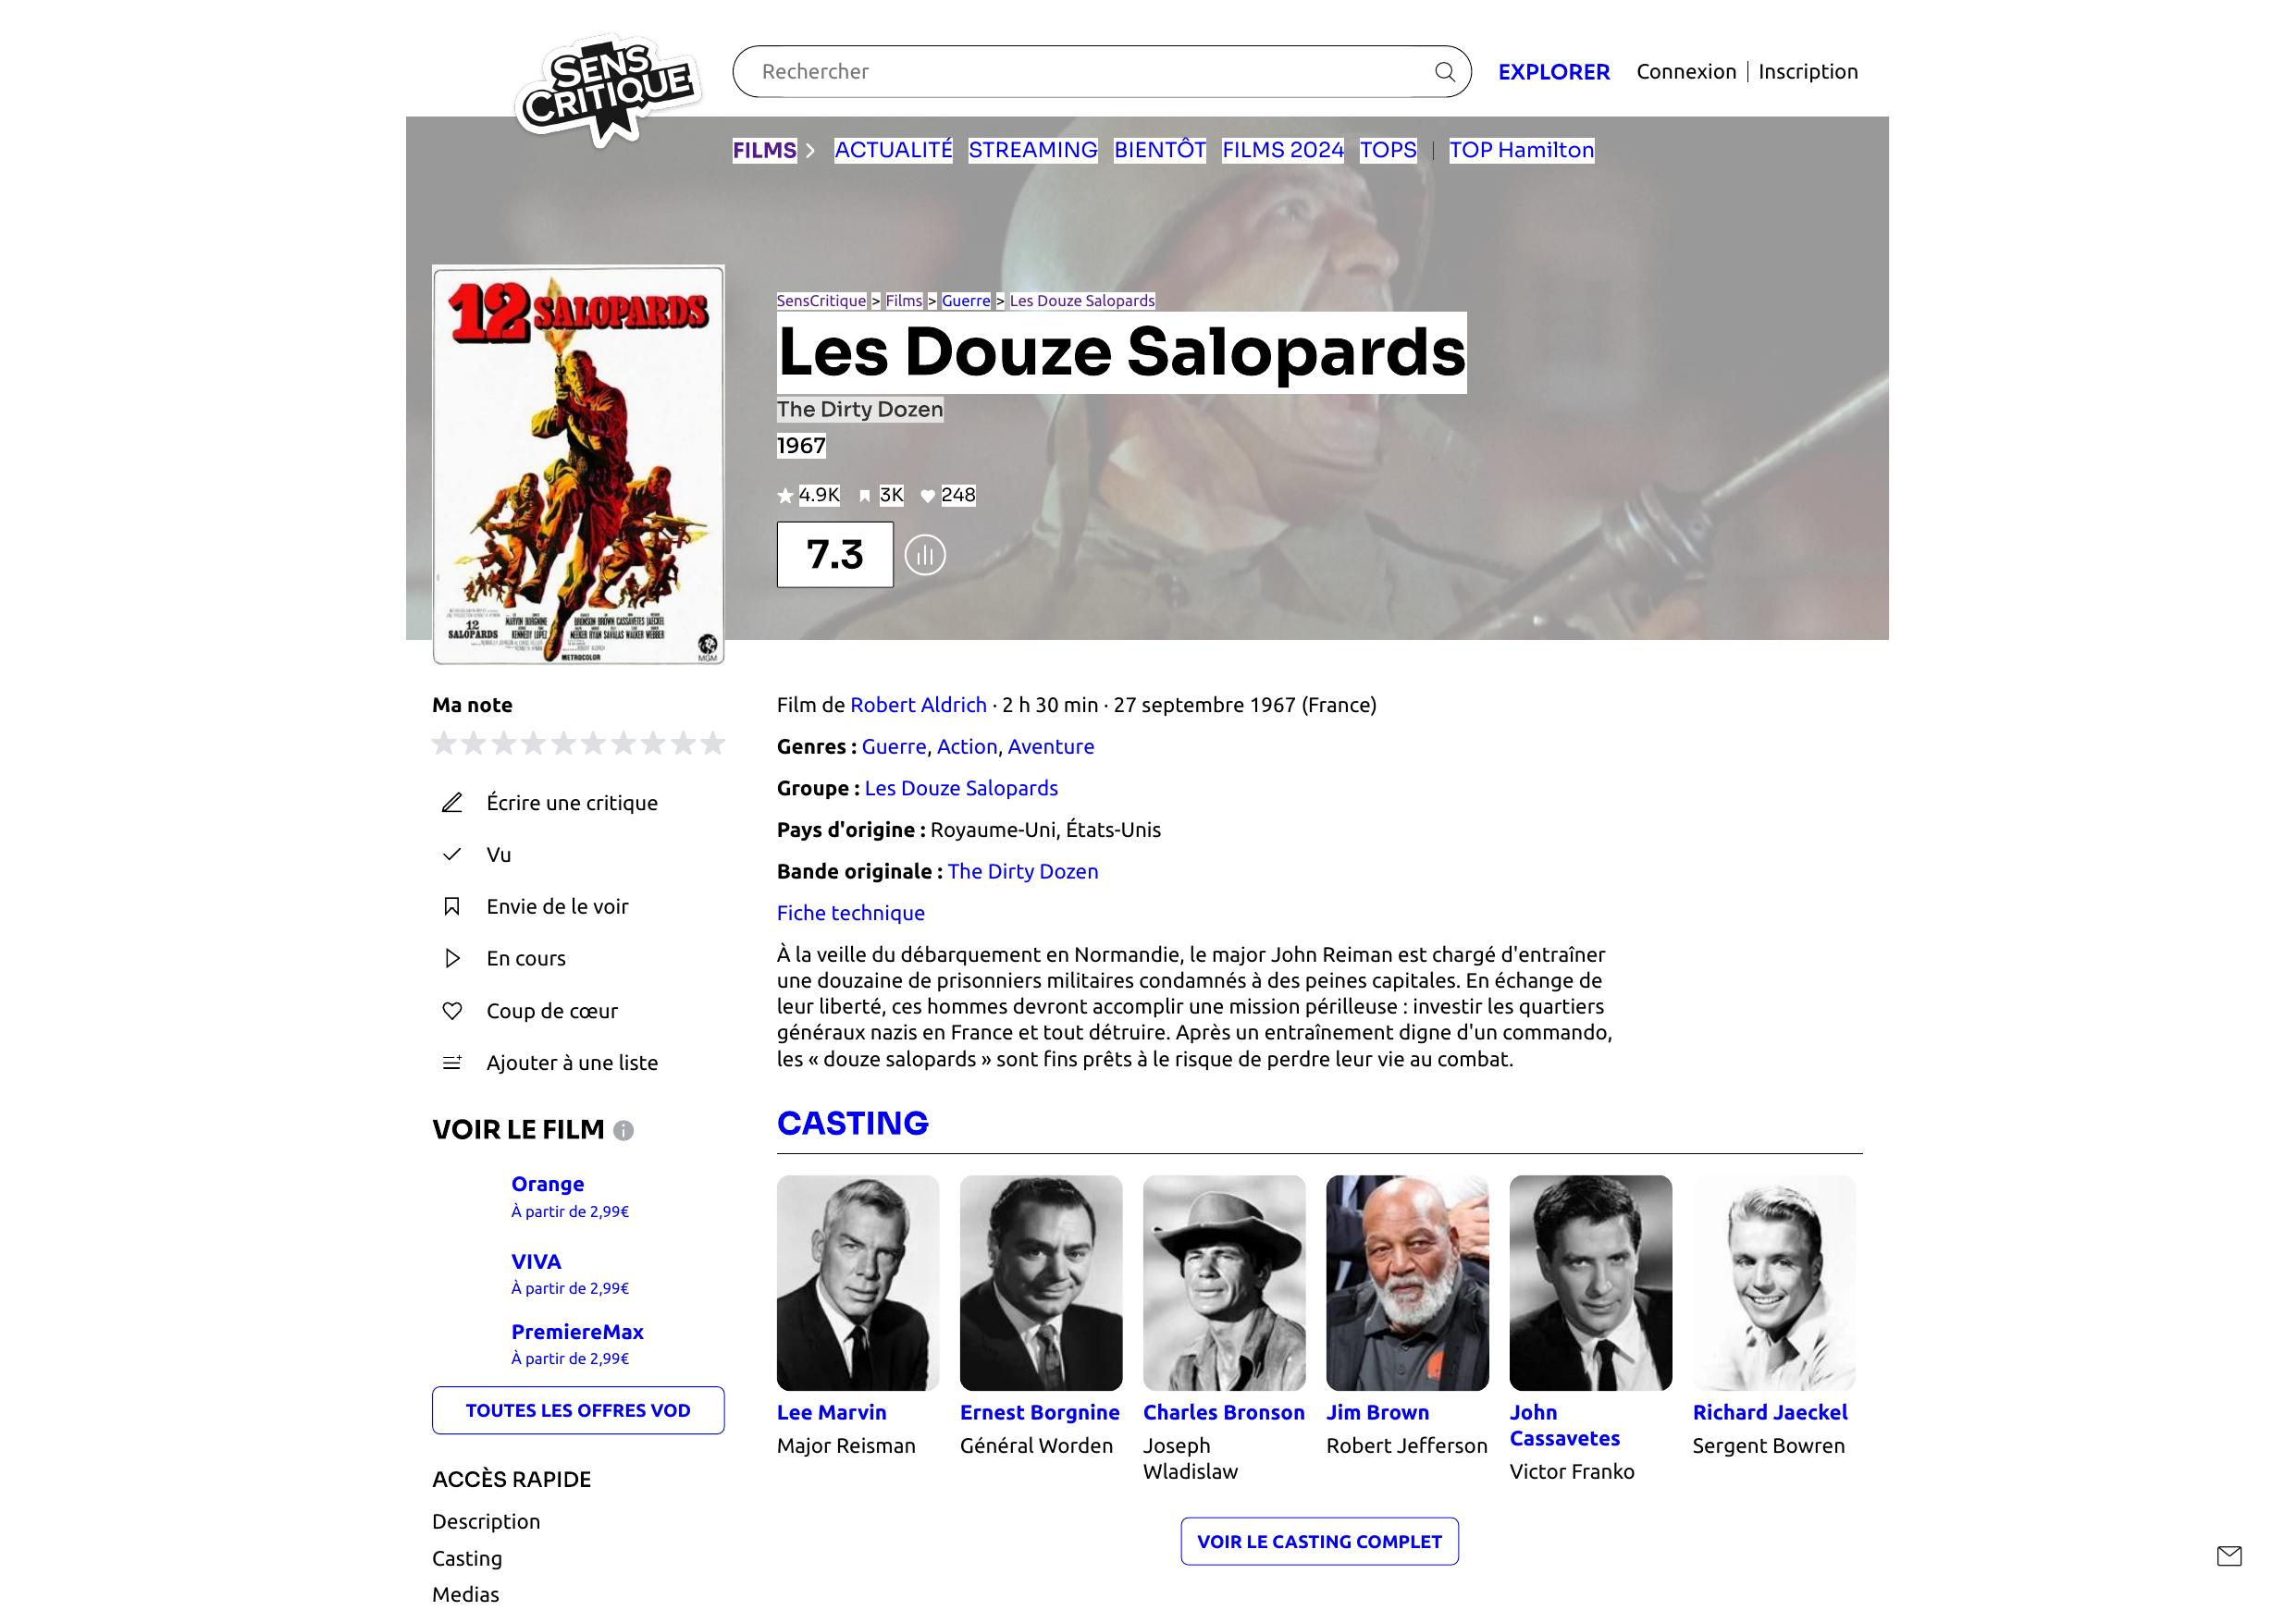 SENS CRITIQUE
Rechercher
EXPLORER
Connexion | Inscription
FILMS
ACTUALITÉ
STREAMING
BIENTÔT
FILMS 2024
TOPS
TOP Hamilton
12 SALOPARDS
12
SALOPARDS
METROCOLOR
MGM
SensCritique > Films > Guerre > Les Douze Salopards
Les Douze Salopards
The Dirty Dozen
1967
4.9K 3K 248
7.3
Ma note
Écrire une critique
Vu
Envie de le voir
En cours
Coup de cœur
Ajouter à une liste
VOIR LE FILM
Orange
À partir de 2,99€
VIVA
À partir de 2,99€
PremiereMax
À partir de 2,99€
TOUTES LES OFFRES VOD
ACCÈS RAPIDE
Description
Casting
Medias
Film de Robert Aldrich · 2 h 30 min · 27 septembre 1967 (France)
Genres : Guerre, Action, Aventure
Groupe : Les Douze Salopards
Pays d'origine : Royaume-Uni, États-Unis
Bande originale : The Dirty Dozen
Fiche technique
À la veille du débarquement en Normandie, le major John Reiman est chargé d'entraîner
une douzaine de prisonniers militaires condamnés à des peines capitales. En échange de
leur liberté, ces hommes devront accomplir une mission périlleuse : investir les quartiers
généraux nazis en France et tout détruire. Après un entraînement digne d'un commando,
les « douze salopards » sont fins prêts à le risque de perdre leur vie au combat.
CASTING
Lee Marvin
Major Reisman
Ernest Borgnine
Général Worden
Charles Bronson
Joseph
Wladislaw
Jim Brown
Robert Jefferson
John
Cassavetes
Victor Franko
Richard Jaeckel
Sergent Bowren
VOIR LE CASTING COMPLET